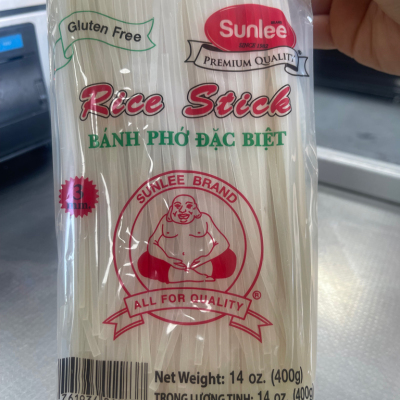 Gluten Free
Sunlee
PREMIUM QUALITY
Rice Stick
BÁNH PHỞ ĐẶC BIỆT
SUNLEE BRAND
ALL FOR QUALITY
®
Net Weight: 14 oz. (400g)
TRỌNG LƯỢNG TỊNH: 14 oz. (400g)